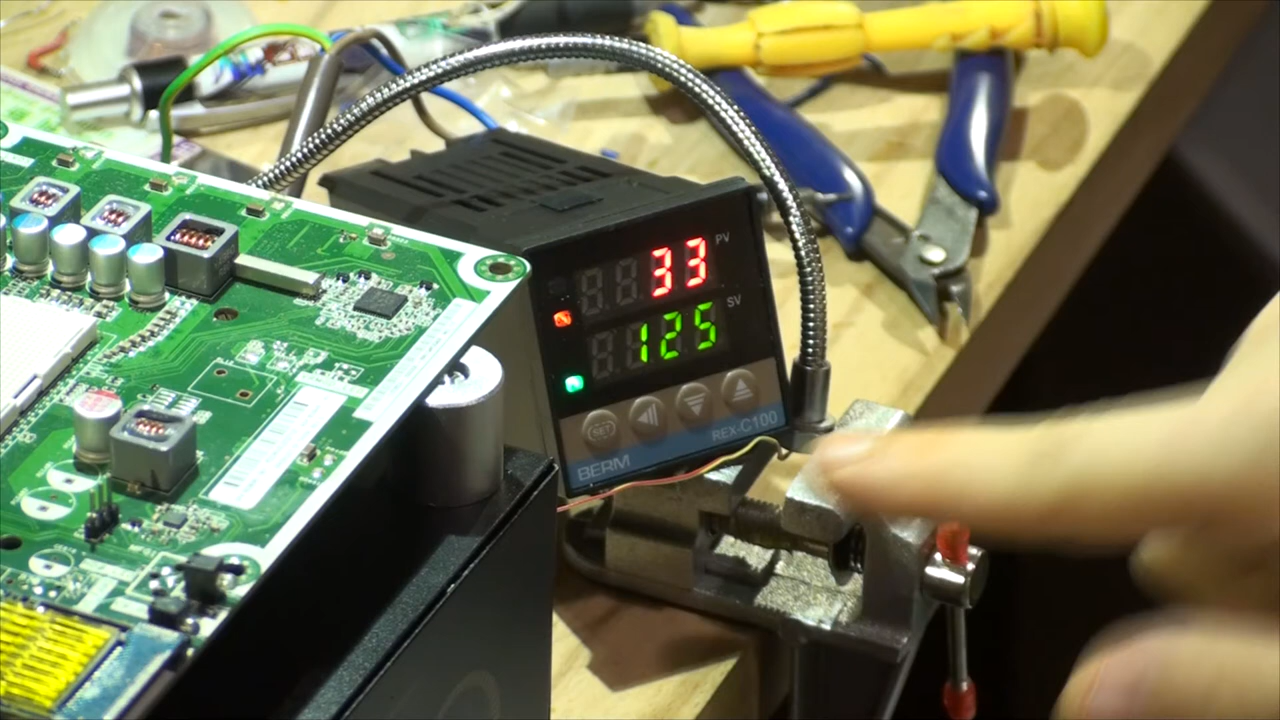 33 PV
125 SV
SET
REX-C100
BERM